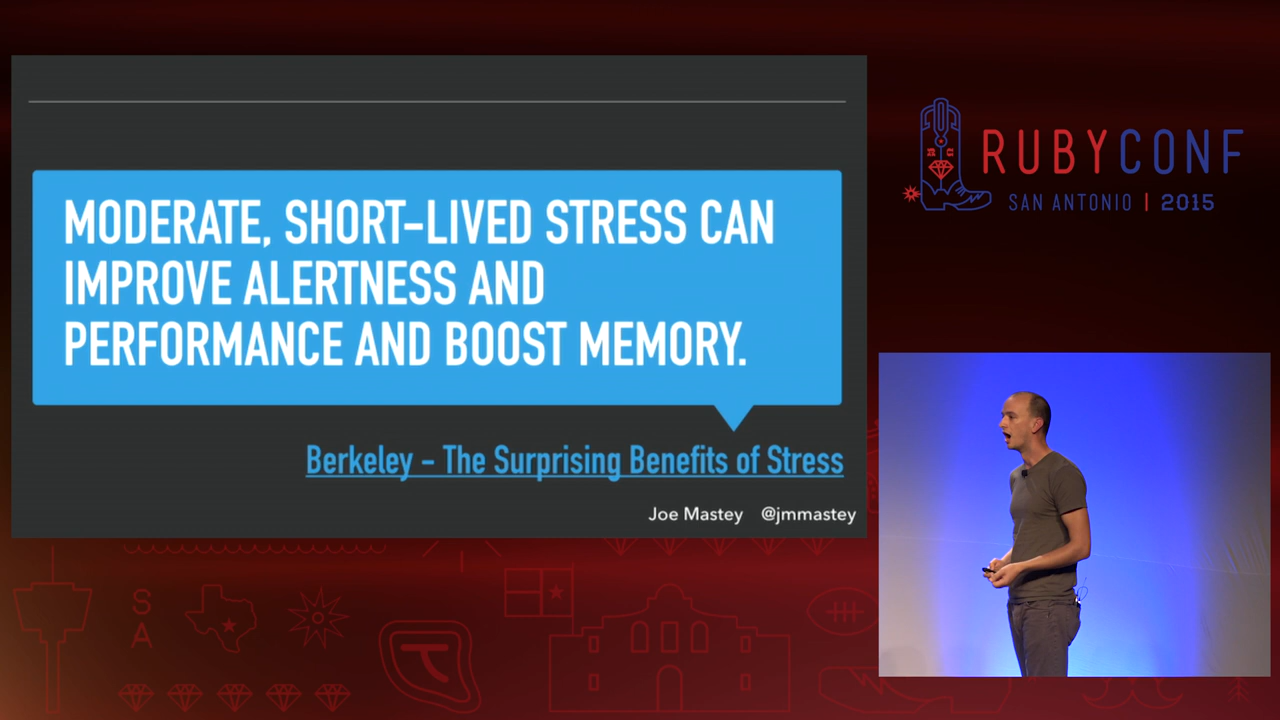 MODERATE, SHORT-LIVED STRESS CAN
IMPROVE ALERTNESS AND
PERFORMANCE AND BOOST MEMORY.
Berkeley - The Surprising Benefits of Stress
Joe Mastey @jmmastey
RUBYCONF
SAN ANTONIO | 2015
S
A